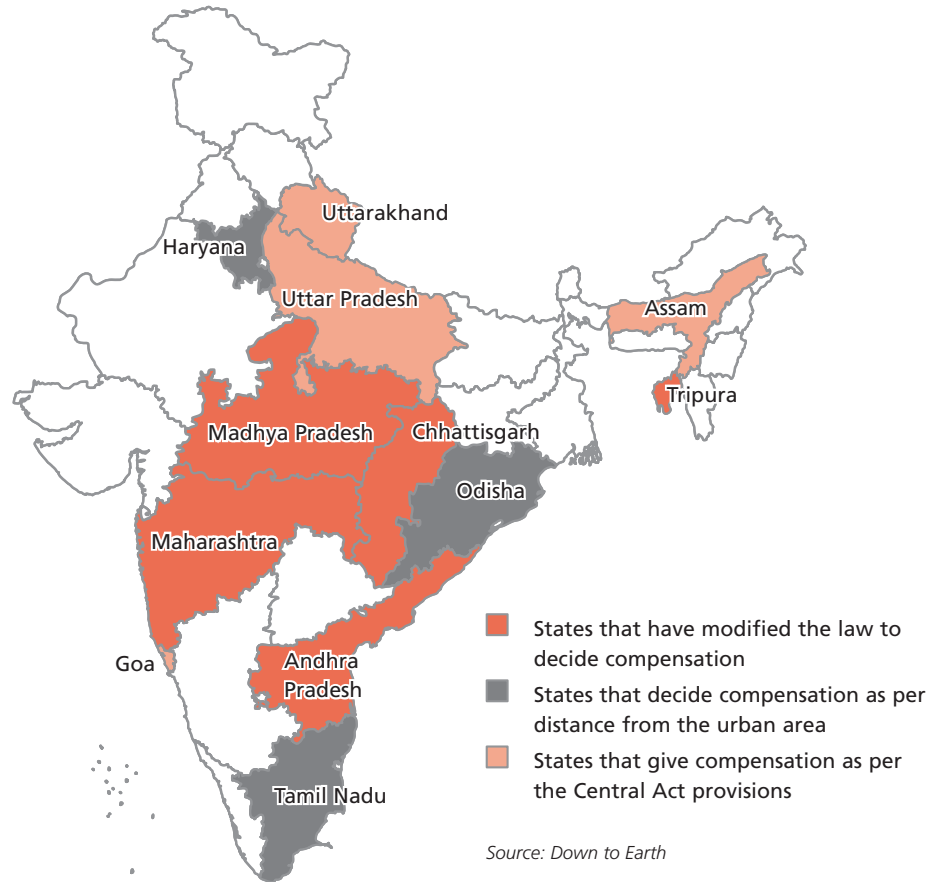 Uttarakhand
Haryana
Uttar Pradesh
Assam
Tripura
Madhya Pradesh
Chhattisgarh
Odisha
Maharashtra
Goa
Andhra
Pradesh
Tamil Nadu
States that have modified the law to
decide compensation
States that decide compensation as per
distance from the urban area
States that give compensation as per
the Central Act provisions
Source: Down to Earth